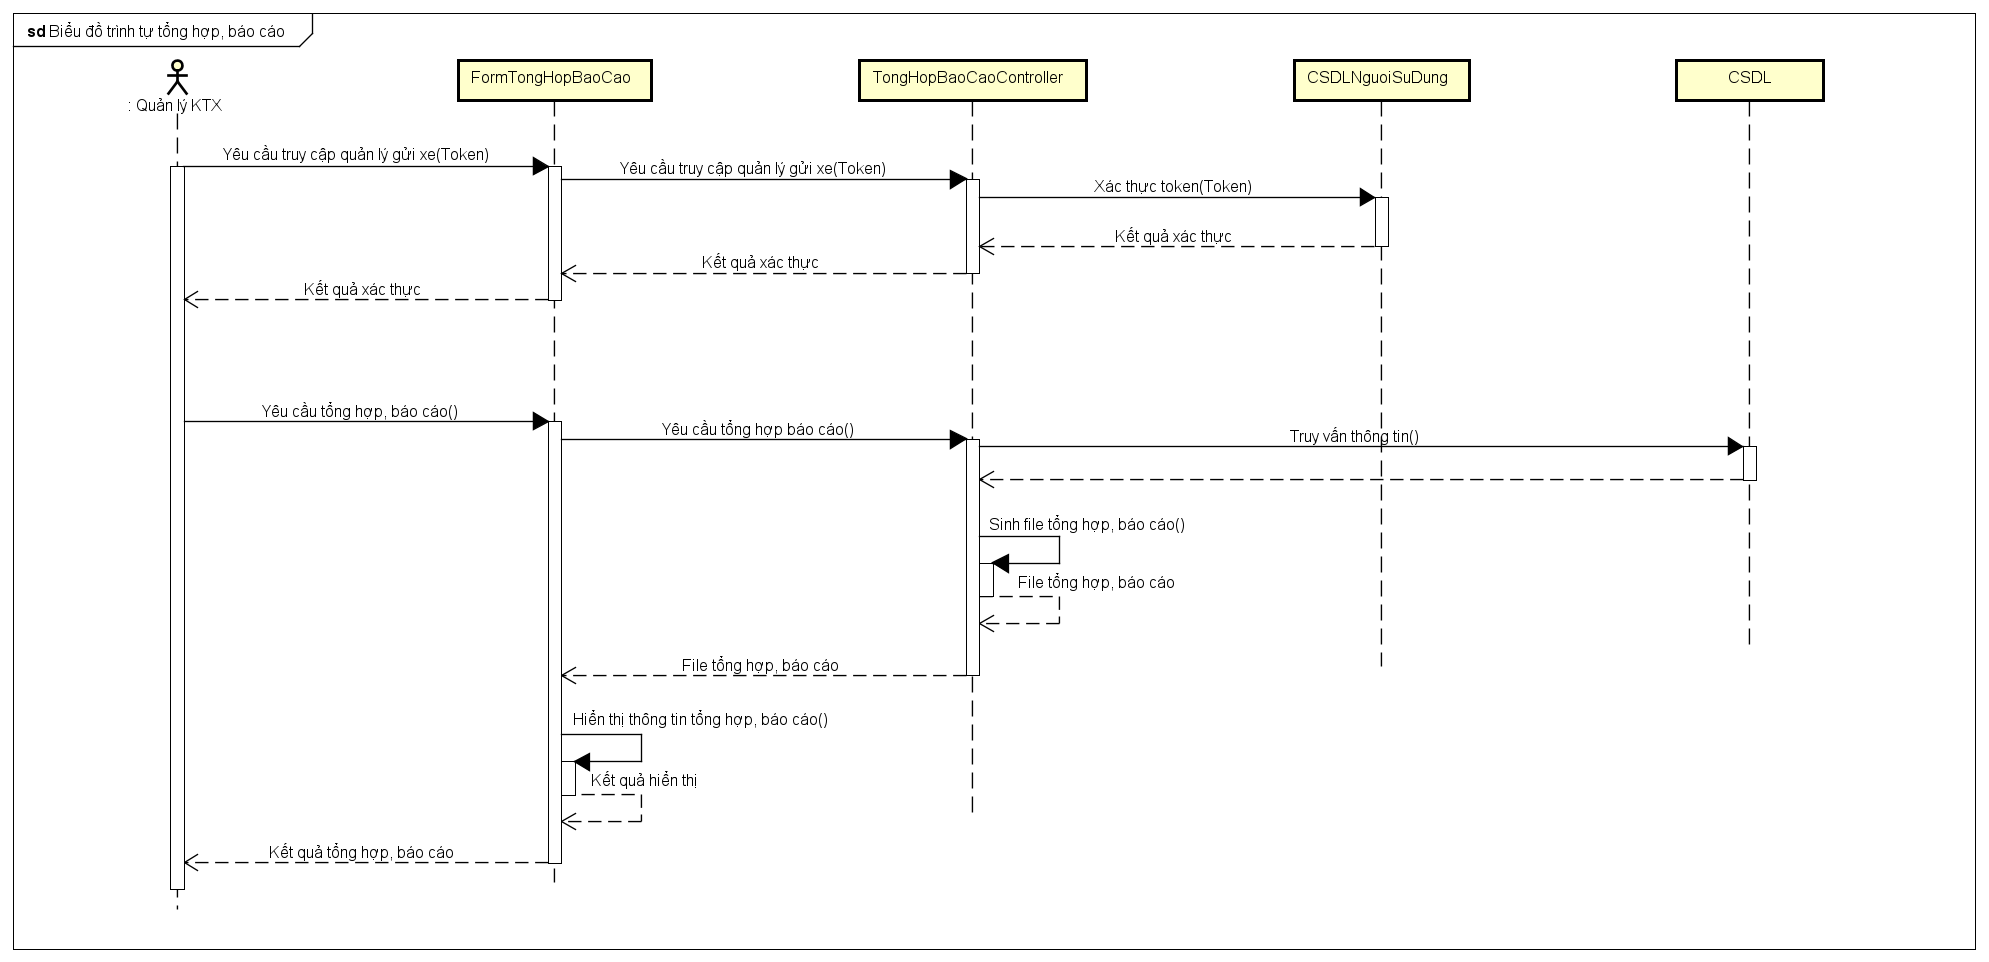 sd Biểu đồ trình tự tổng hợp, báo cáo
: Quản lý KTX
FormTongHopBaoCao
TongHopBaoCaoController
CSDLNguoiSuDung
CSDL
Yêu cầu truy cập quản lý gửi xe(Token)
Yêu cầu truy cập quản lý gửi xe(Token)
Xác thực token(Token)
Kết quả xác thực
Kết quả xác thực
Kết quả xác thực
Yêu cầu tổng hợp, báo cáo()
Yêu cầu tổng hợp báo cáo()
Truy vấn thông tin()
Sinh file tổng hợp, báo cáo()
File tổng hợp, báo cáo
File tổng hợp, báo cáo
Hiển thị thông tin tổng hợp, báo cáo()
Kết quả hiển thị
Kết quả tổng hợp, báo cáo